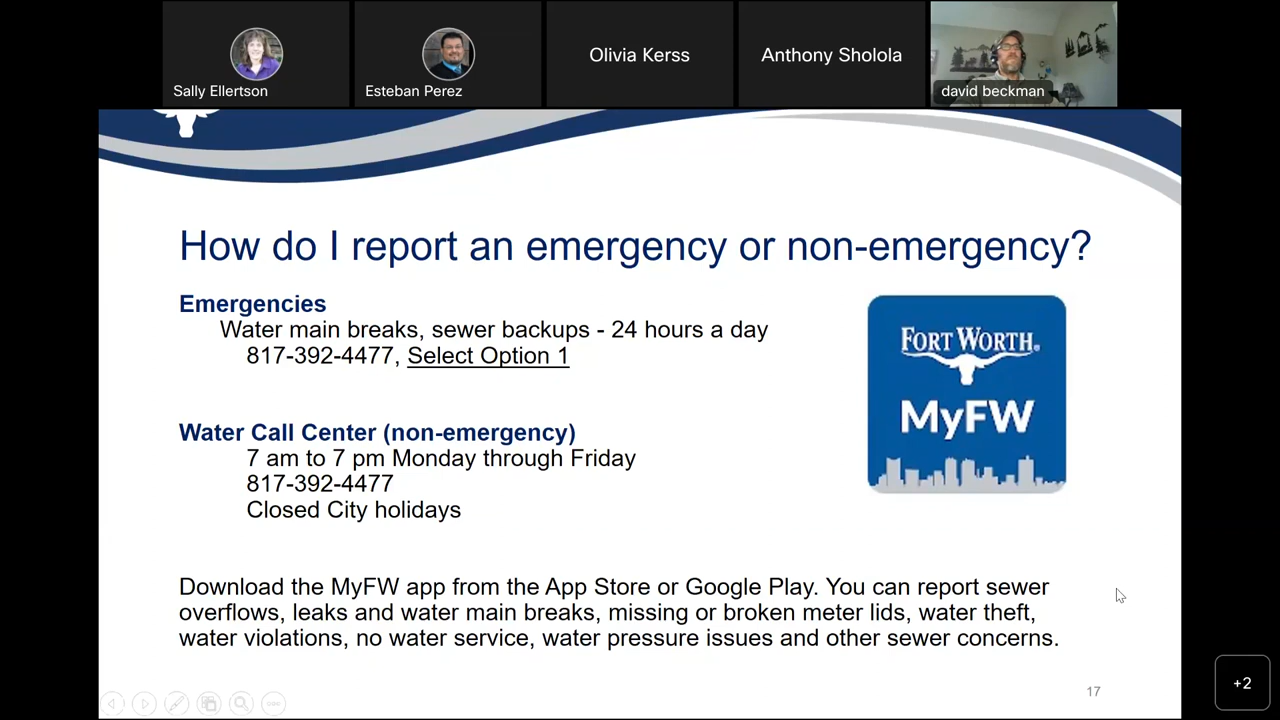 Sally Ellertson
Esteban Perez
Olivia Kerss
Anthony Sholola
david beckman
How do I report an emergency or non-emergency?
Emergencies
Water main breaks, sewer backups - 24 hours a day
817-392-4477, Select Option 1
Water Call Center (non-emergency)
7 am to 7 pm Monday through Friday
817-392-4477
Closed City holidays
FORT WORTH®
MyFW
Download the MyFW app from the App Store or Google Play. You can report sewer
overflows, leaks and water main breaks, missing or broken meter lids, water theft,
water violations, no water service, water pressure issues and other sewer concerns.
17
+2